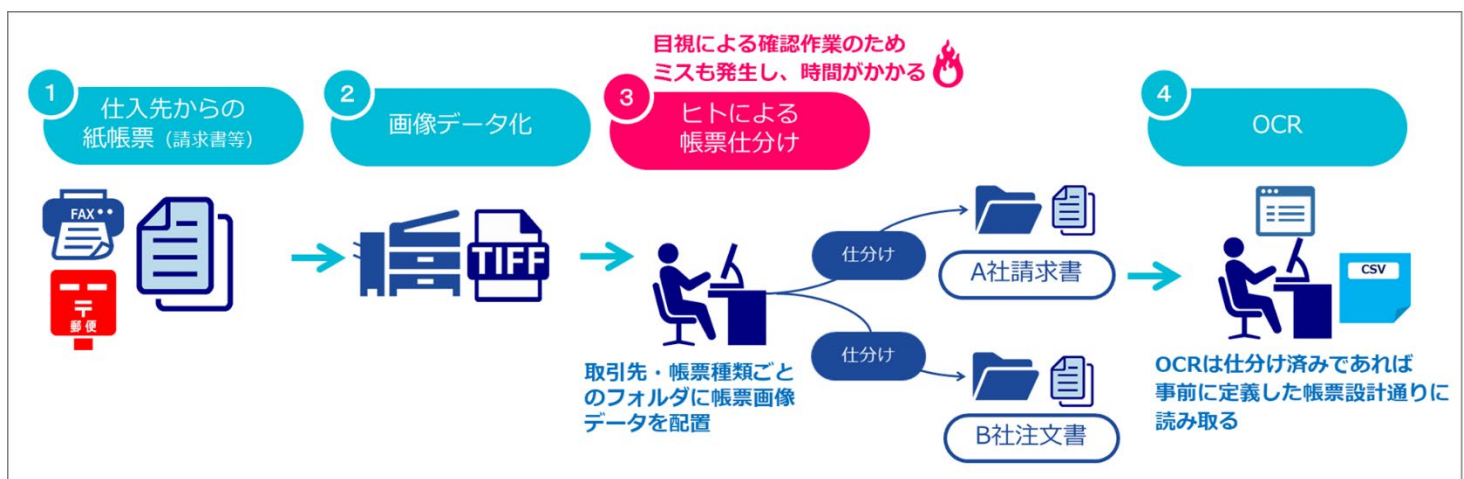 目視による確認作業のため
ミスも発生し、時間がかかる
1
仕入先からの
紙帳票（請求書等）
2
画像データ化
3
ヒトによる
帳票仕分け
4
OCR
FAX
〒
郵便
TIFF
仕分け
A社請求書
仕分け
B社注文書
取引先・帳票種類ごと
のフォルダに帳票画像
データを配置
CSV
OCRは仕分け済みであれば
事前に定義した帳票設計通りに
読み取る